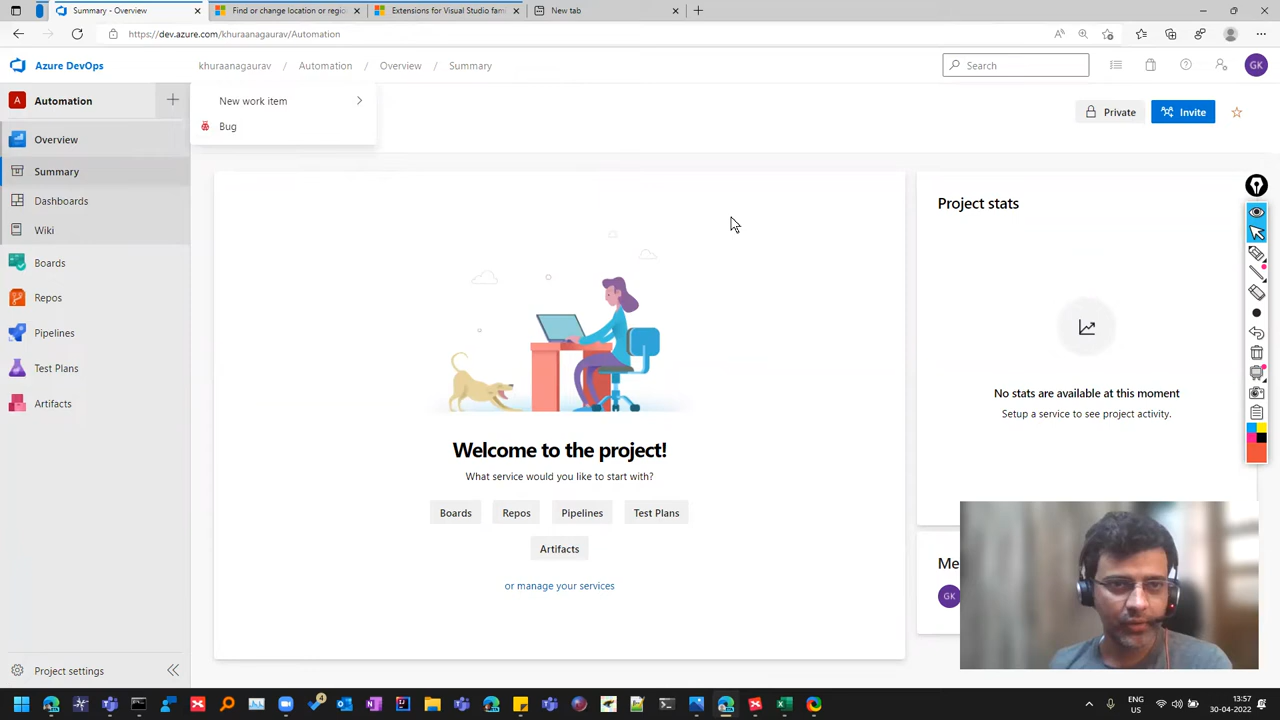 Summary - Overview
Find or change location or regio
Extensions for Visual Studio fam
New tab
https://dev.azure.com/khuraanagaurav/Automation
Azure DevOps
khuraanagaurav / Automation / Overview / Summary
Search
GK
A Automation
New work item
Bug
Private
Invite
Overview
Summary
Dashboards
Wiki
Boards
Repos
Pipelines
Test Plans
Artifacts
Project settings
Welcome to the project!
What service would you like to start with?
Boards
Repos
Pipelines
Test Plans
Artifacts
or manage your services
Project stats
No stats are available at this moment
Setup a service to see project activity.
Me
GK
4
ENG
US
13:57
30-04-2022